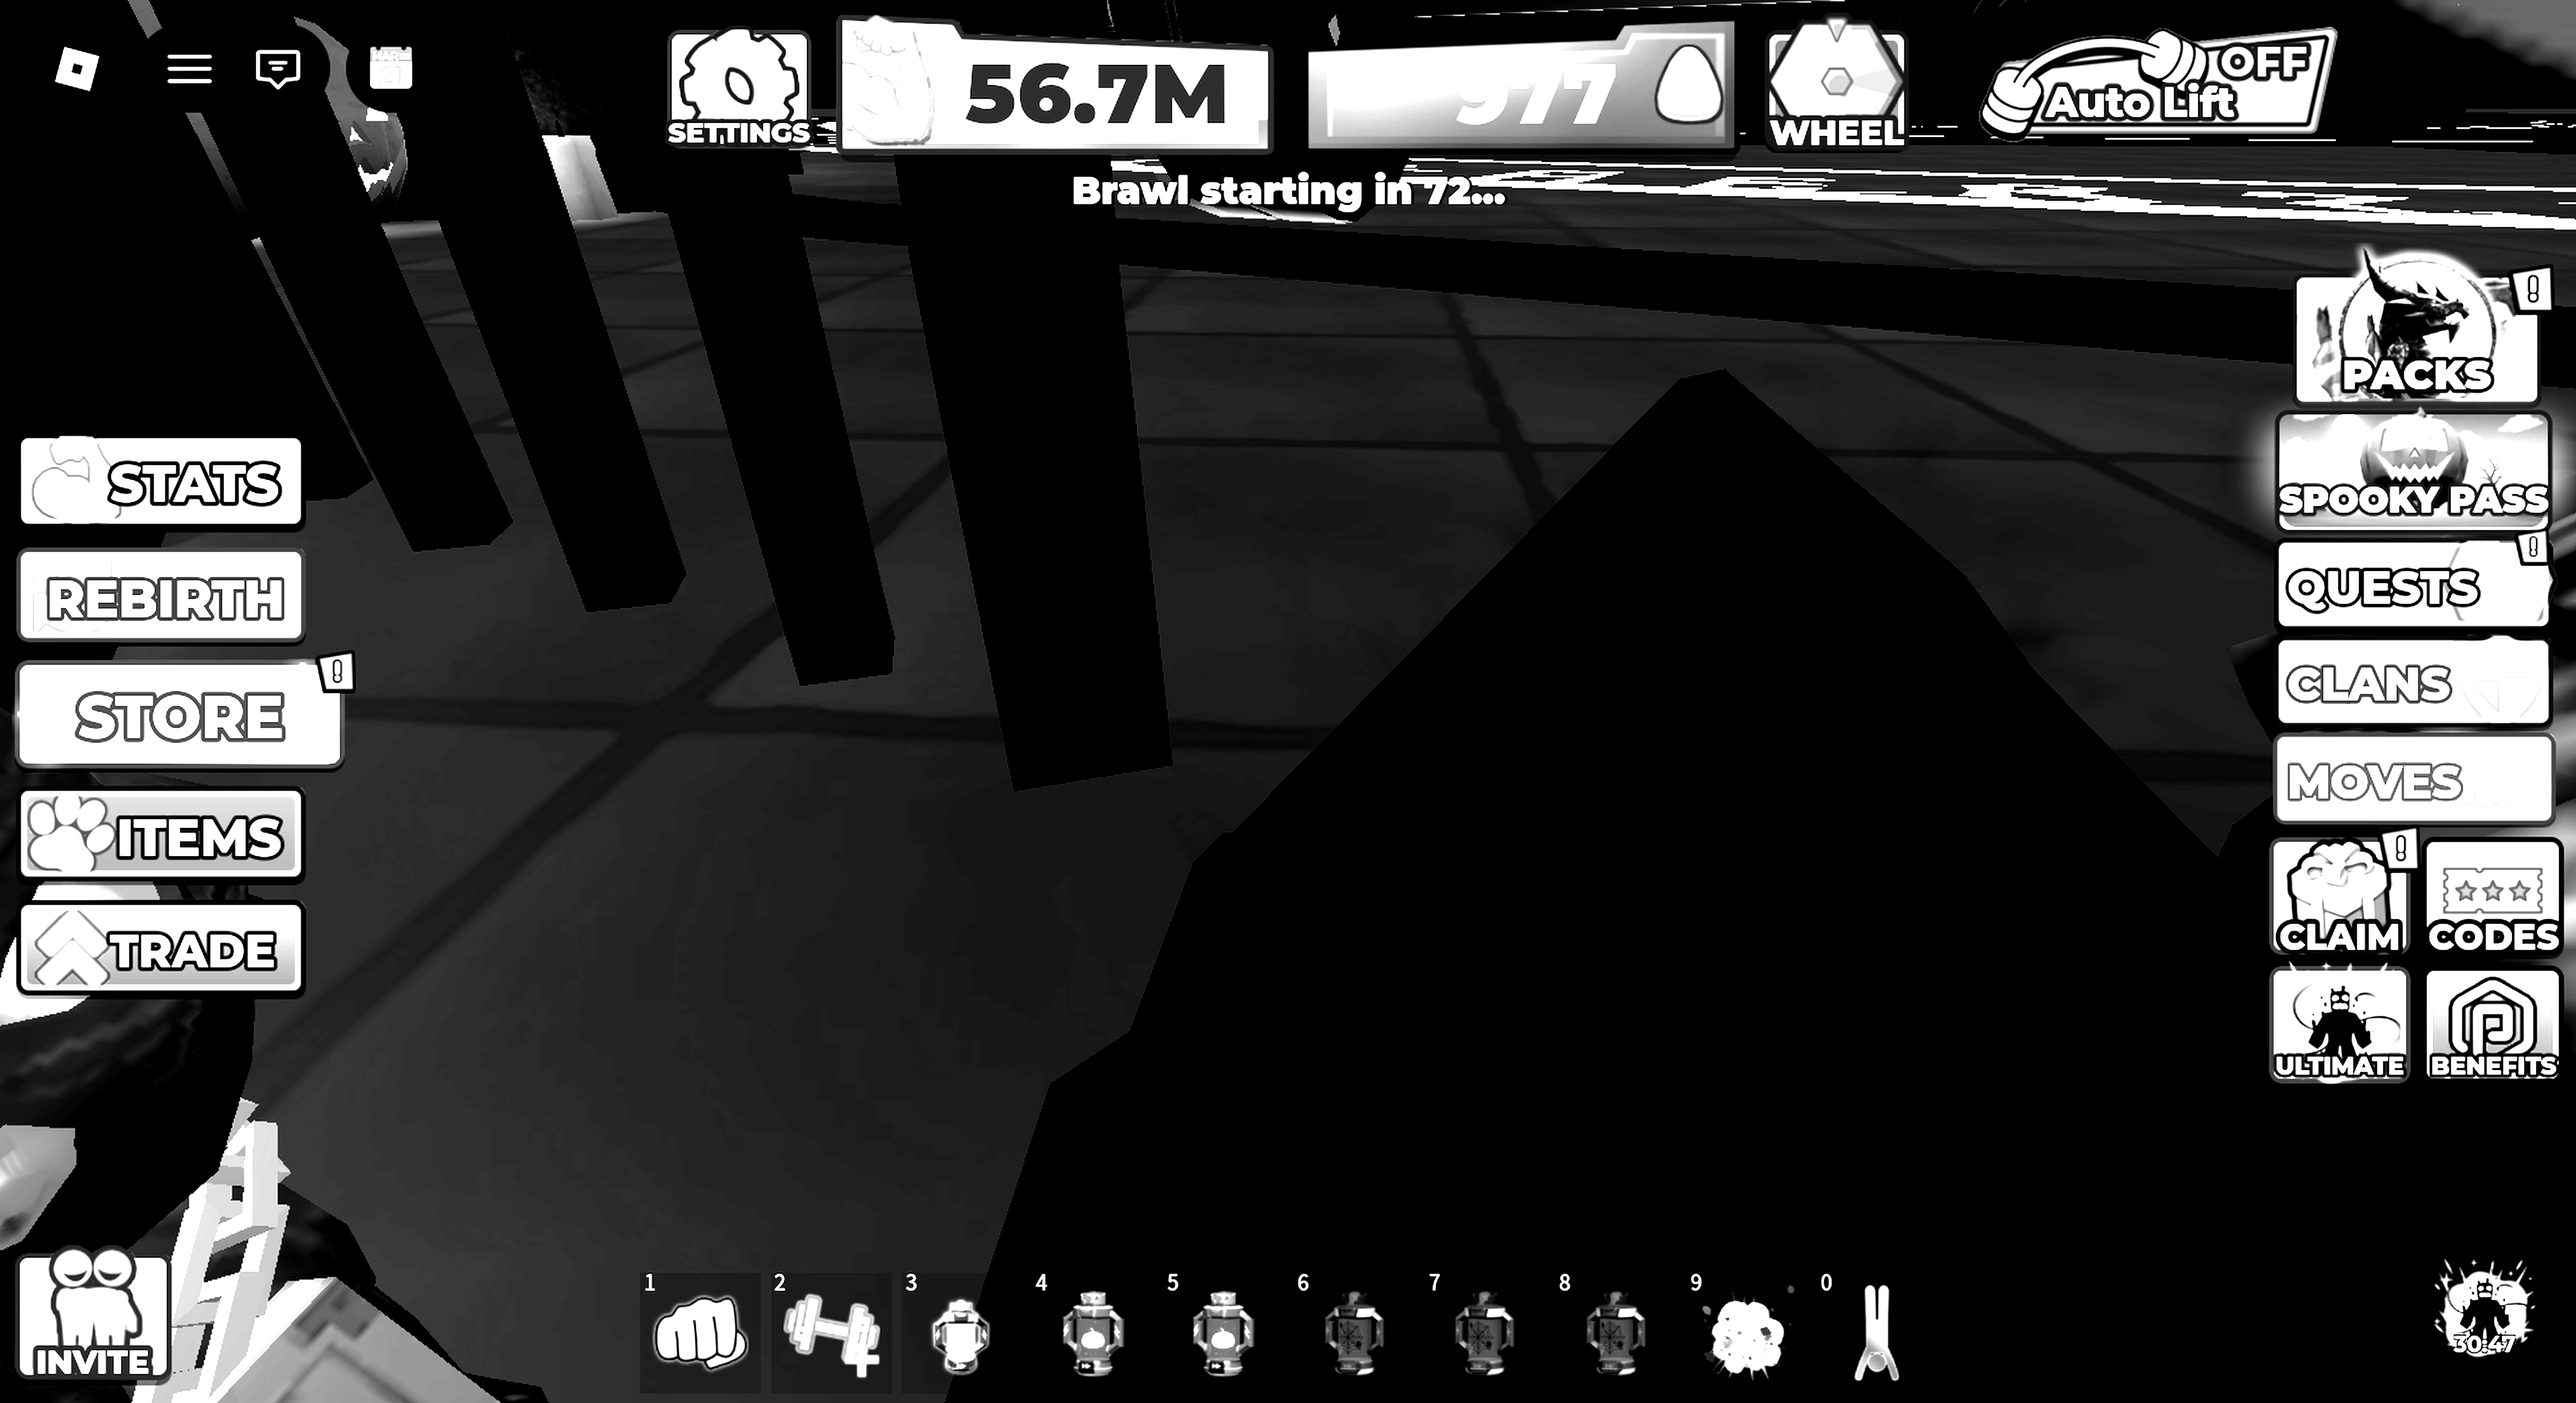 SETTINGS
56.7M
977
WHEEL
OFF
Auto Lift
Brawl starting in 72...
PACKS
SPOOKY PASS
STATS
REBIRTH
STORE
ITEMS
TRADE
QUESTS
CLANS
MOVES
CLAIM
CODES
ULTIMATE
BENEFITS
INVITE
1 2 3 4 5 6 7 8 9 0
30:47